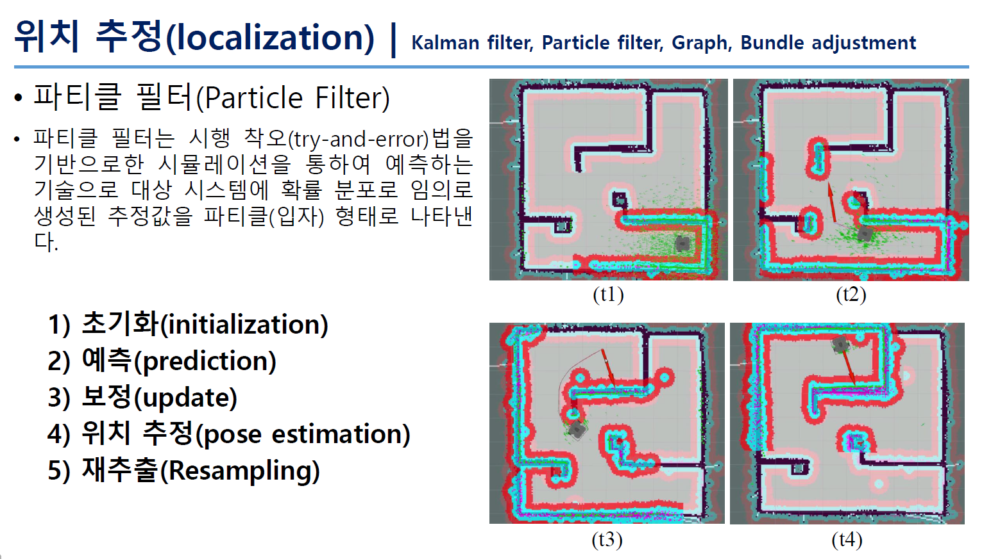 위치 추정(localization) | Kalman filter, Particle filter, Graph, Bundle adjustment
• 파티클 필터(Particle Filter)
• 파티클 필터는 시행 착오(try-and-error)법을
기반으로한 시뮬레이션을 통하여 예측하는
기술으로 대상 시스템에 확률 분포로 임의로
생성된 추정값을 파티클(입자) 형태로 나타낸
다.
1) 초기화(initialization)
2) 예측(prediction)
3) 보정(update)
4) 위치 추정(pose estimation)
5) 재추출(Resampling)
(t1)
(t2)
(t3)
(t4)